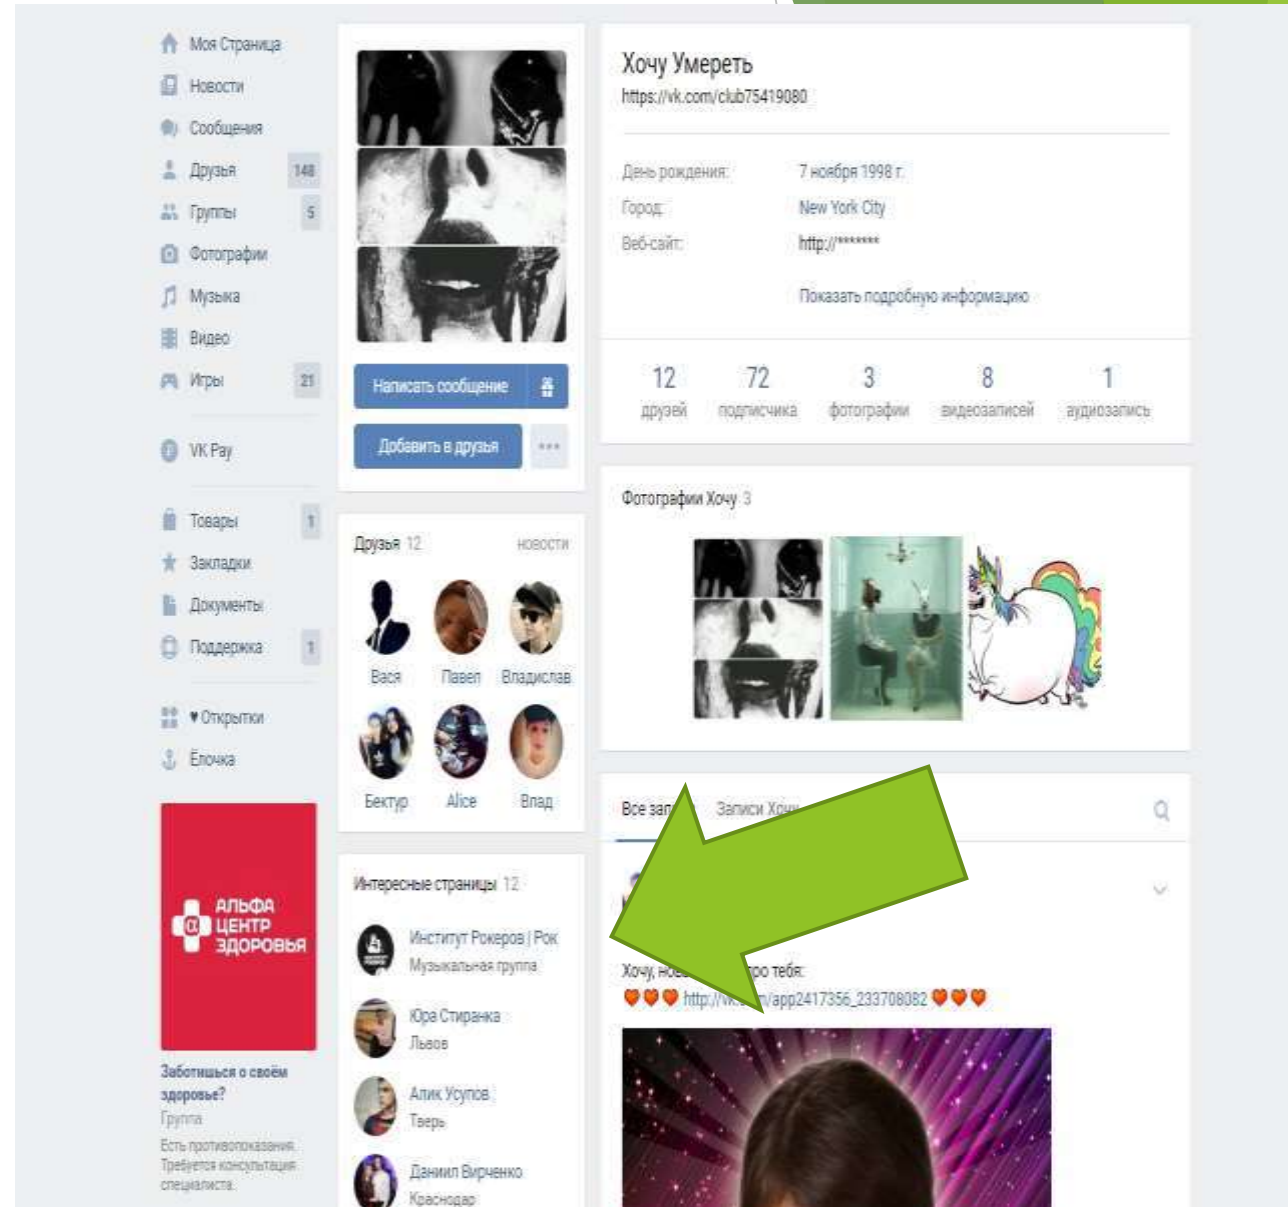 Моя Страница
Новости
Сообщения
Друзья 148
Группы 5
Фотографии
Музыка
Видео
Игры 21
VK Pay
Товары 1
Закладки
Документы
Поддержка 1
♥ Открытки
Ёлочка
АЛЬФА
ЦЕНТР
ЗДОРОВЬЯ
Заботишься о своём
здоровье?
Группа
Есть противопоказания.
Требуется консультация
специалиста.
Написать сообщение
Добавить в друзья
Друзья 12 новости
Вася Павел Владислав
Бектур Alice Влад
Интересные страницы 12
Институт Рокеров | Рок
Музыкальная группа
Юра Стиранка
Львов
Алик Усупов
Тверь
Даниил Вирченко
Краснодар
Хочу Умереть
https://vk.com/club75419080
День рождения: 7 ноября 1998 г.
Город: New York City
Веб-сайт: http://*******
Показать подробную информацию
12 72 3 8 1
друзей подписчика фотографии видеозаписей аудиозапись
Фотографии Хочу 3
Все Записи Хочу
Хочу, про тебя:
/app2417356_233708082